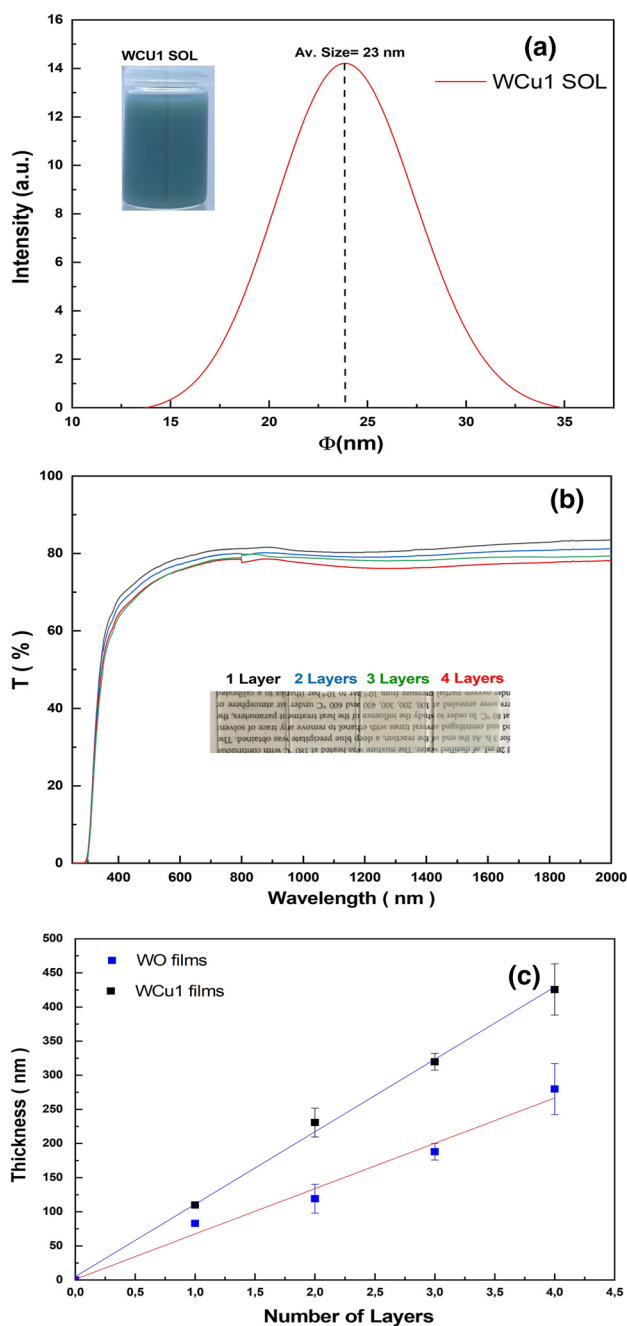 (a)
WCU1 SOL
Av. Size= 23 nm
WCu1 SOL
Intensity (a.u.)
16
14
12
10
8
6
4
2
0
10 15 20 25 30 35
Φ(nm)
(b)
T ( % )
100
80
60
40
20
0
1 Layer 2 Layers 3 Layers 4 Layers
400 600 800 1000 1200 1400 1600 1800 2000
Wavelength ( nm )
(c)
WO films
WCu1 films
Thickness ( nm )
500
450
400
350
300
250
200
150
100
50
0
0,0 0,5 1,0 1,5 2,0 2,5 3,0 3,5 4,0 4,5
Number of Layers